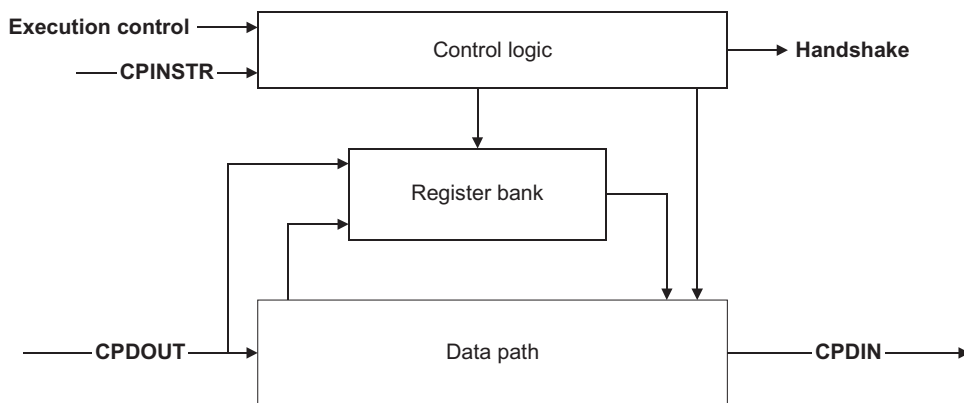 Execution control
Control logic
Handshake
CPINSTR
Register bank
CPDOUT
Data path
CPDIN